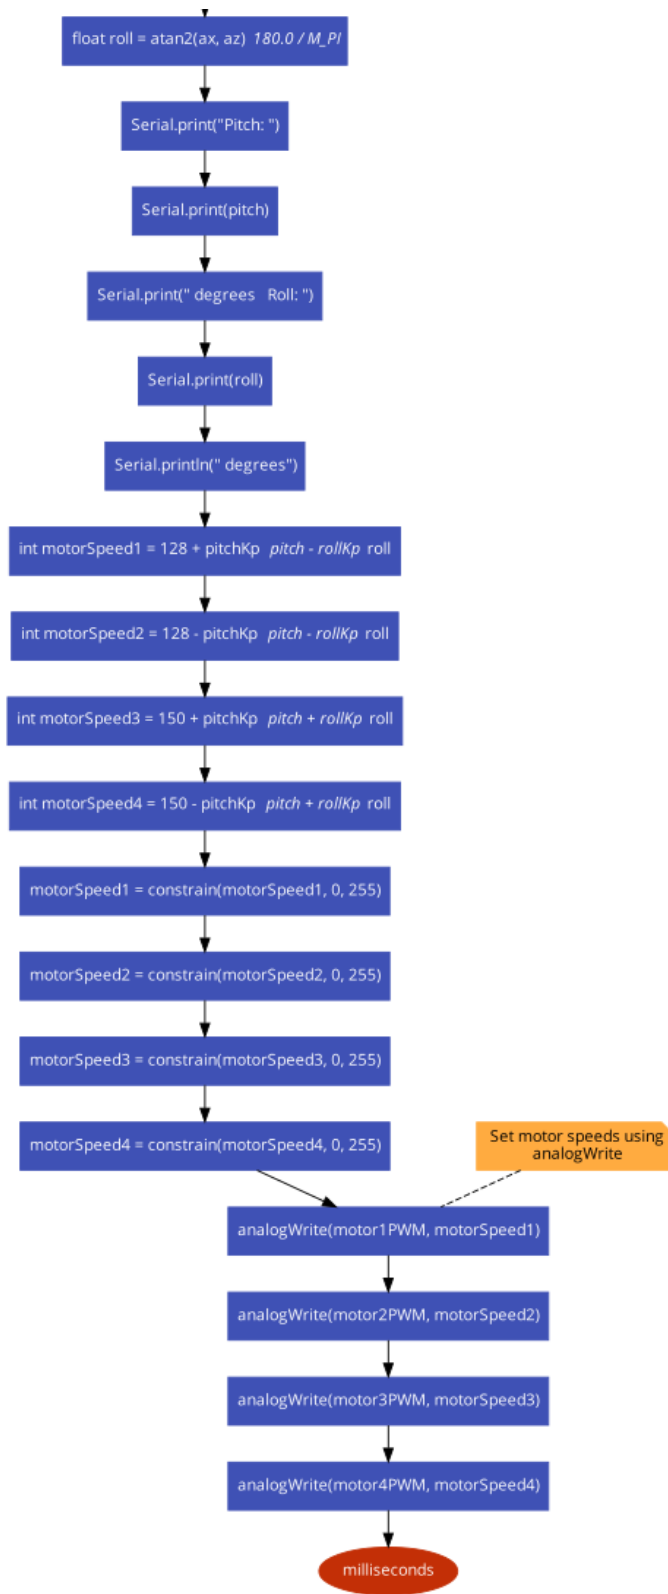 float roll = atan2(ax, az)  180.0 / M_PI
Serial.print("Pitch: ")
Serial.print(pitch)
Serial.print(" degrees   Roll: ")
Serial.print(roll)
Serial.println(" degrees")
int motorSpeed1 = 128 + pitchKp  pitch - rollKp  roll
int motorSpeed2 = 128 - pitchKp  pitch - rollKp  roll
int motorSpeed3 = 150 + pitchKp  pitch + rollKp  roll
int motorSpeed4 = 150 - pitchKp  pitch + rollKp  roll
motorSpeed1 = constrain(motorSpeed1, 0, 255)
motorSpeed2 = constrain(motorSpeed2, 0, 255)
motorSpeed3 = constrain(motorSpeed3, 0, 255)
motorSpeed4 = constrain(motorSpeed4, 0, 255)
Set motor speeds using
analogWrite
analogWrite(motor1PWM, motorSpeed1)
analogWrite(motor2PWM, motorSpeed2)
analogWrite(motor3PWM, motorSpeed3)
analogWrite(motor4PWM, motorSpeed4)
milliseconds